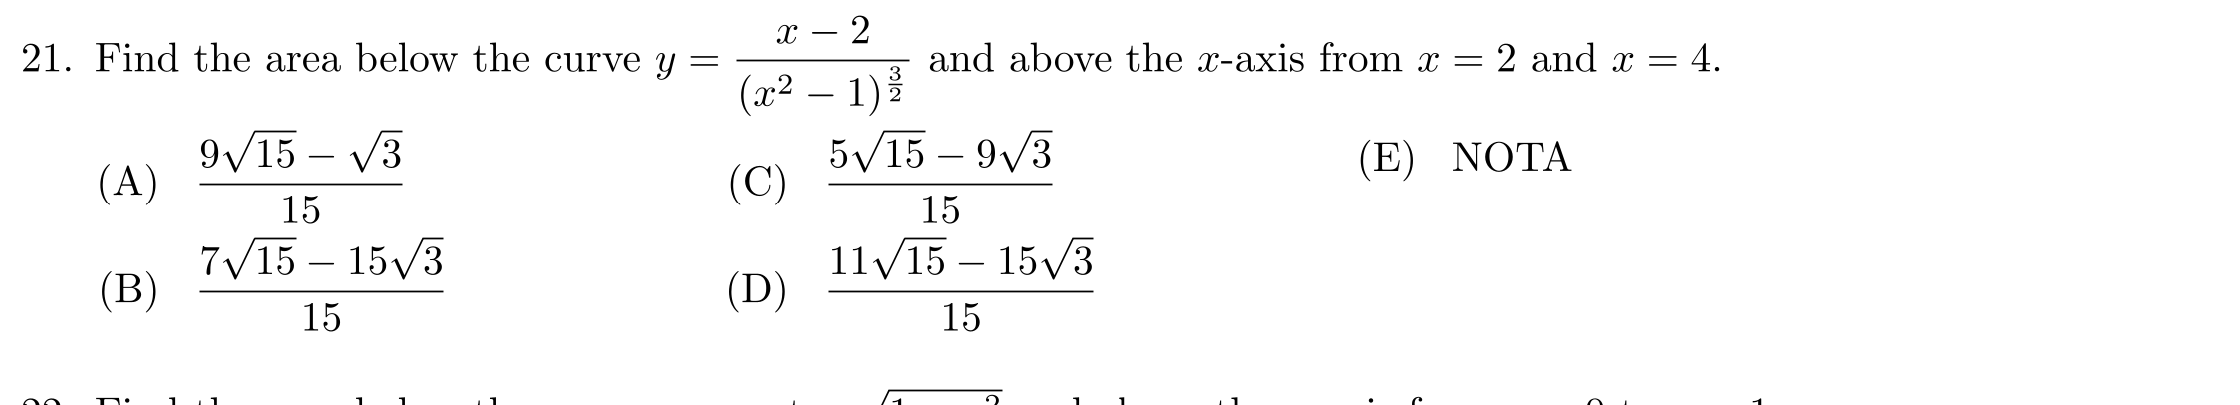 21. Find the area below the curve y = \frac{x - 2}{(x^2 - 1)^{\frac{3}{2}}} and above the x-axis from x = 2 and x = 4.
(A) \frac{9\sqrt{15} - \sqrt{3}}{15} (C) \frac{5\sqrt{15} - 9\sqrt{3}}{15} (E) NOTA
(B) \frac{7\sqrt{15} - 15\sqrt{3}}{15} (D) \frac{11\sqrt{15} - 15\sqrt{3}}{15}